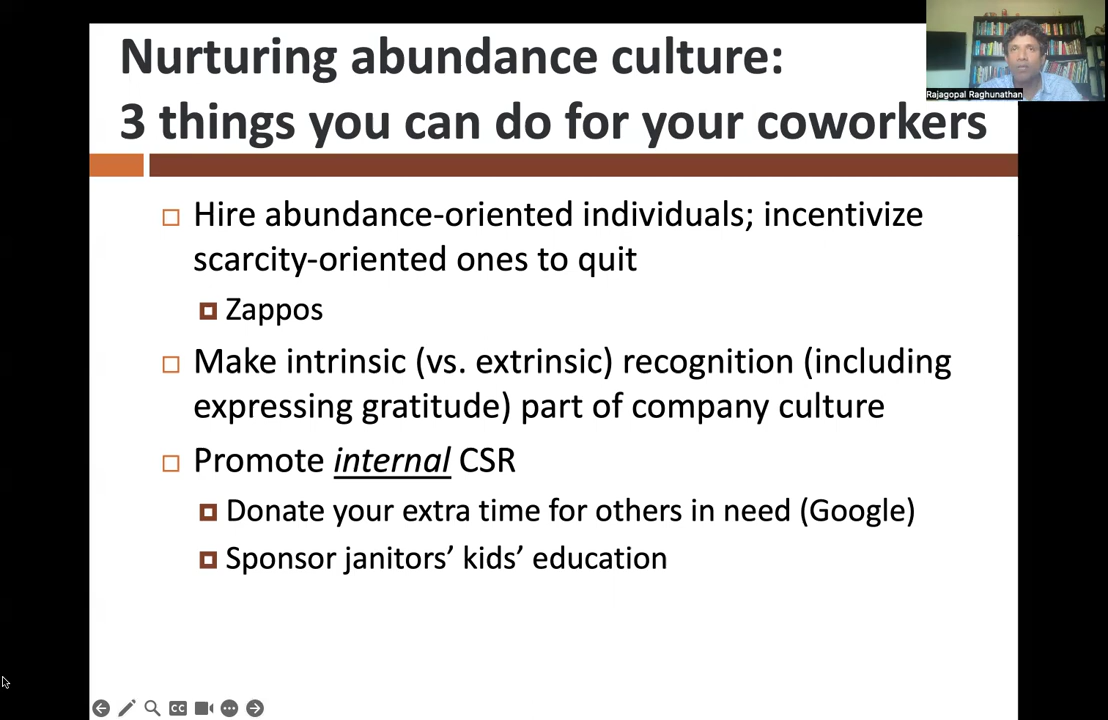 Nurturing abundance culture:
3 things you can do for your coworkers
Rajagopal Raghunathan
Hire abundance-oriented individuals; incentivize
scarcity-oriented ones to quit
Zappos
Make intrinsic (vs. extrinsic) recognition (including
expressing gratitude) part of company culture
Promote internal CSR
Donate your extra time for others in need (Google)
Sponsor janitors’ kids’ education
CC